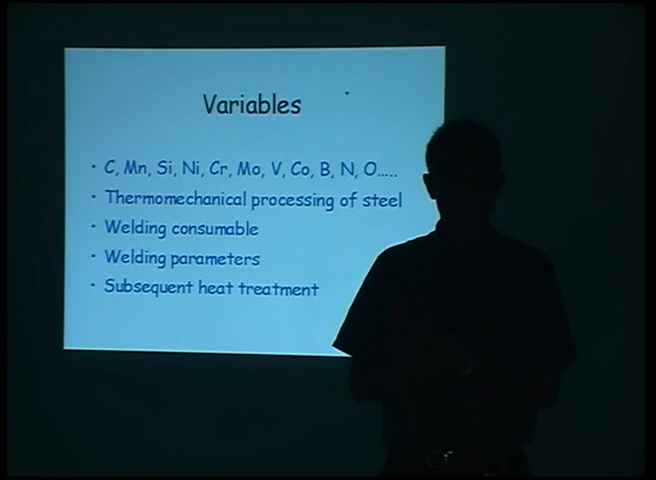 Variables
· C, Mn, Si, Ni, Cr, Mo, V, Co, B, N, O.....
· Thermomechanical processing of steel
· Welding consumable
· Welding parameters
· Subsequent heat treatment